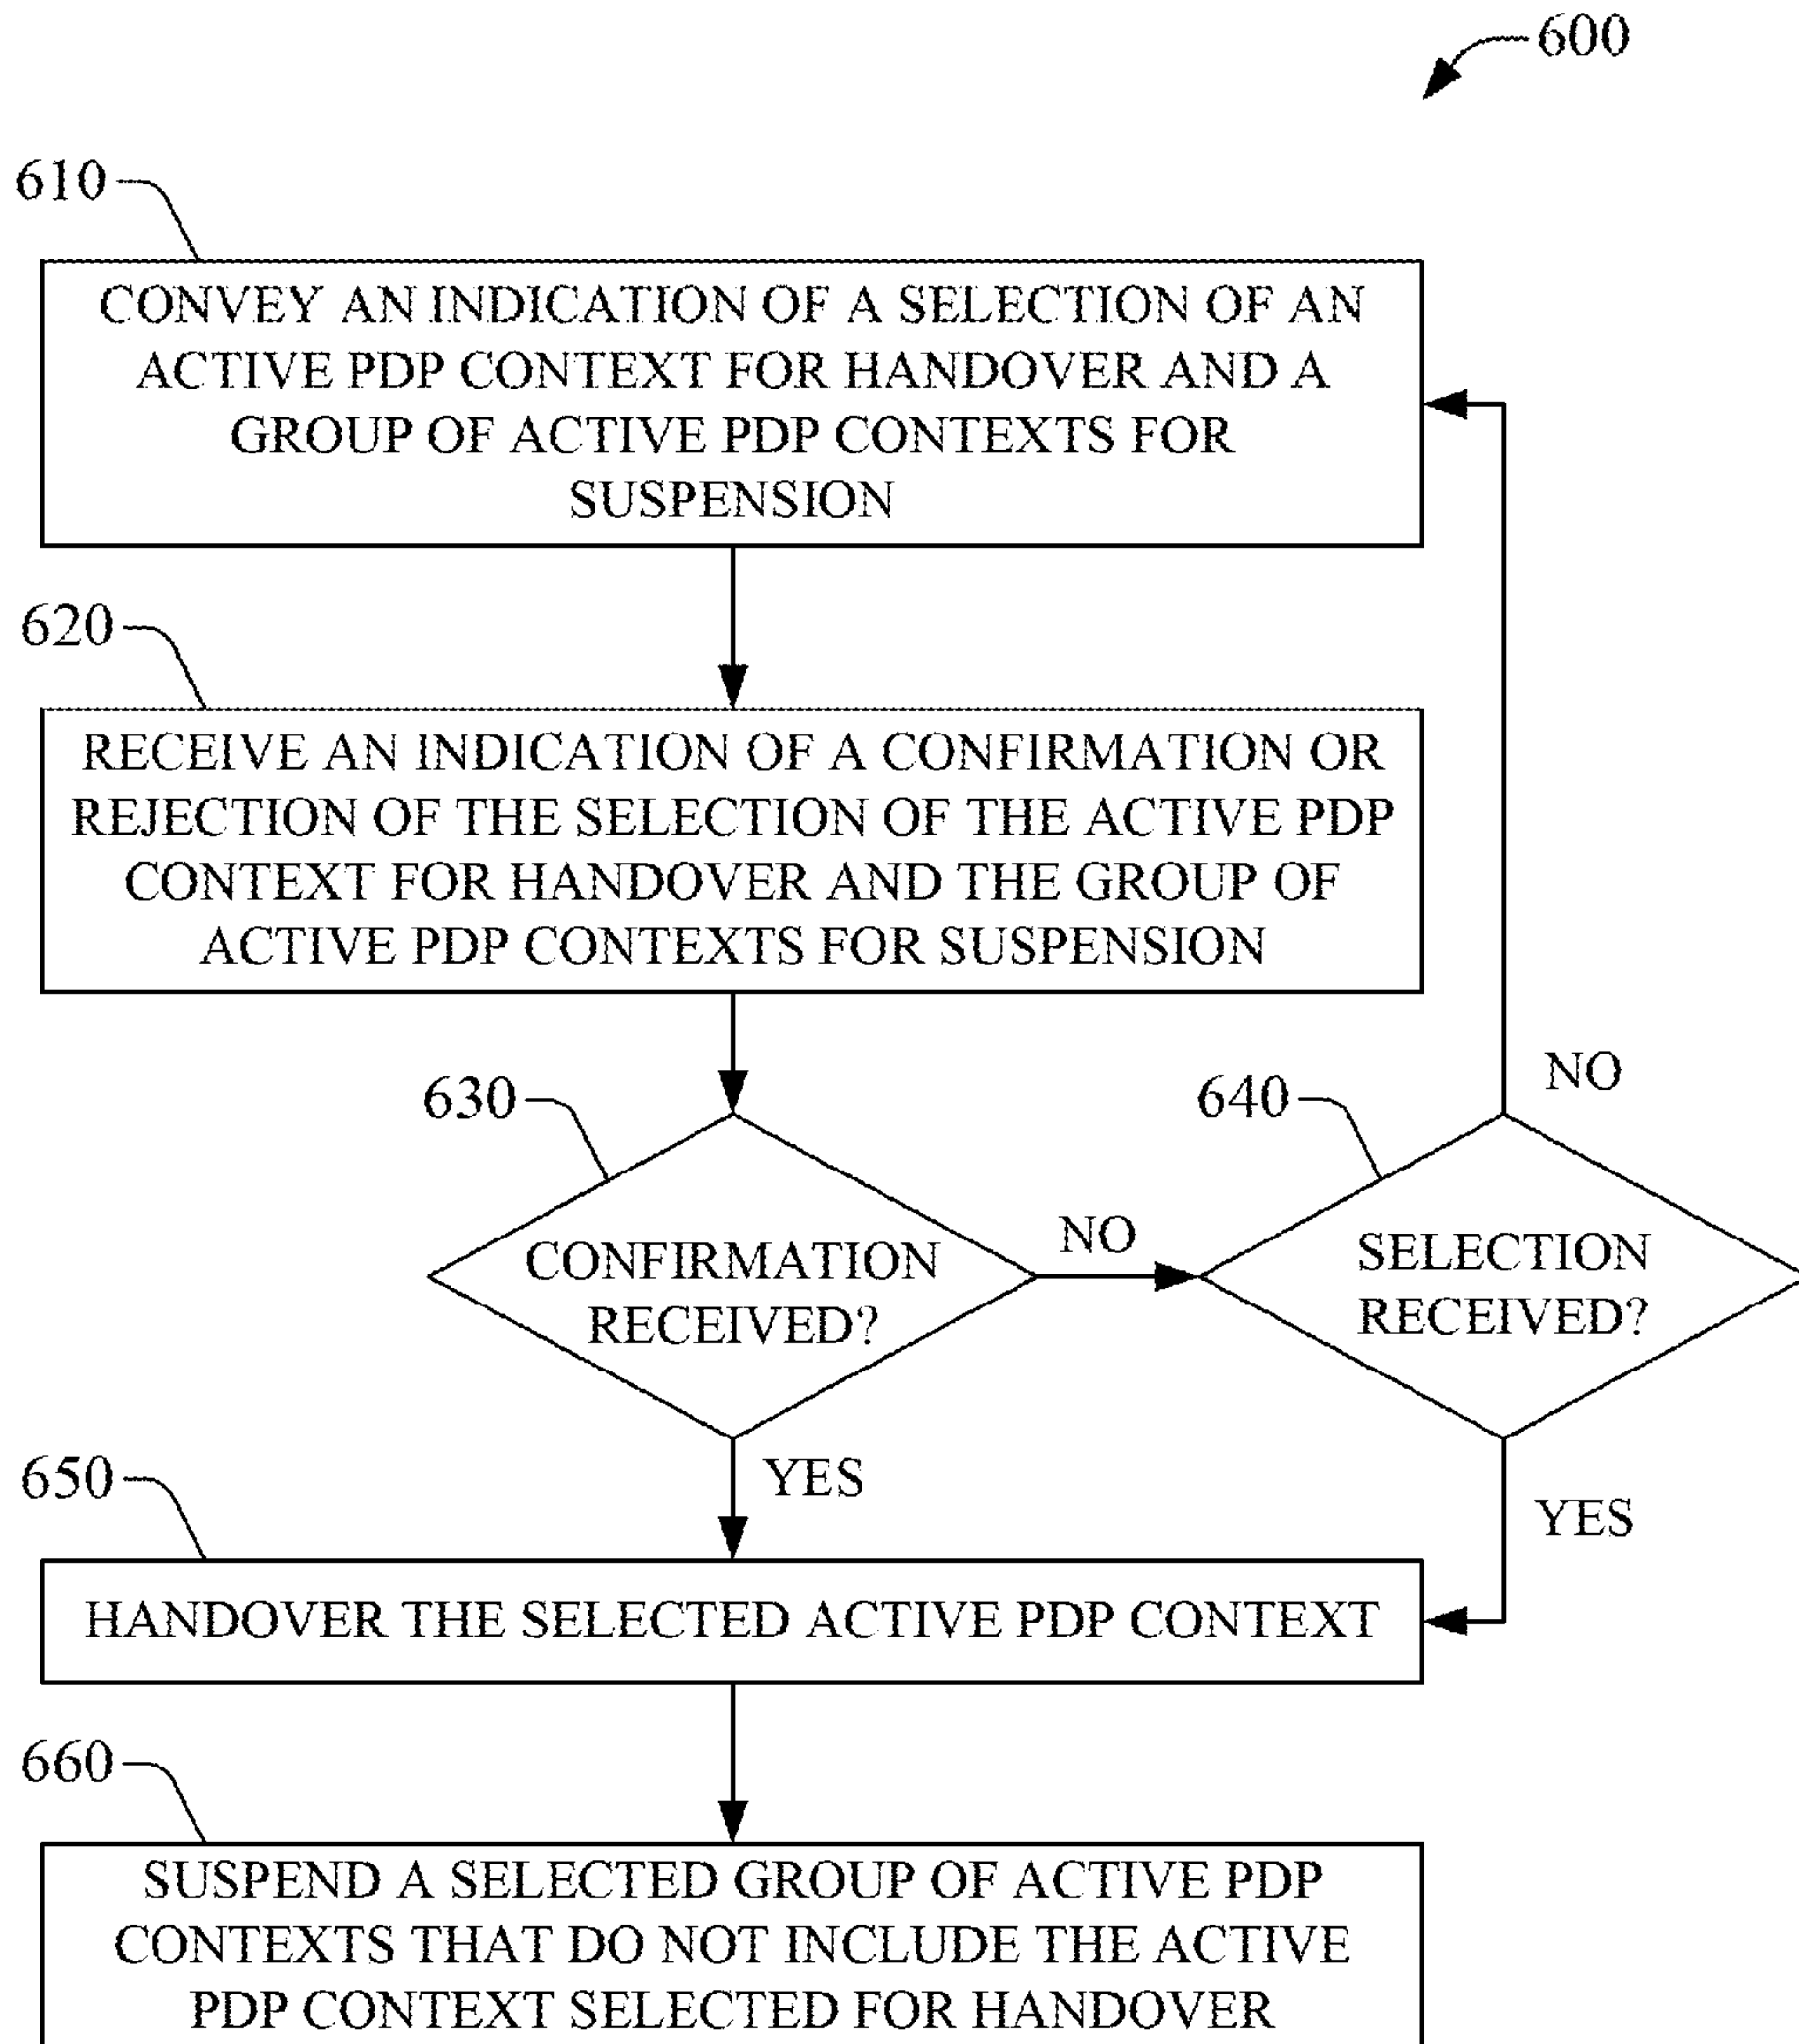 600
610
CONVEY AN INDICATION OF A SELECTION OF AN
ACTIVE PDP CONTEXT FOR HANDOVER AND A
GROUP OF ACTIVE PDP CONTEXTS FOR
SUSPENSION
620
RECEIVE AN INDICATION OF A CONFIRMATION OR
REJECTION OF THE SELECTION OF THE ACTIVE PDP
CONTEXT FOR HANDOVER AND THE GROUP OF
ACTIVE PDP CONTEXTS FOR SUSPENSION
630
CONFIRMATION
RECEIVED?
NO
640
SELECTION
RECEIVED?
NO
YES
YES
650
HANDOVER THE SELECTED ACTIVE PDP CONTEXT
660
SUSPEND A SELECTED GROUP OF ACTIVE PDP
CONTEXTS THAT DO NOT INCLUDE THE ACTIVE
PDP CONTEXT SELECTED FOR HANDOVER